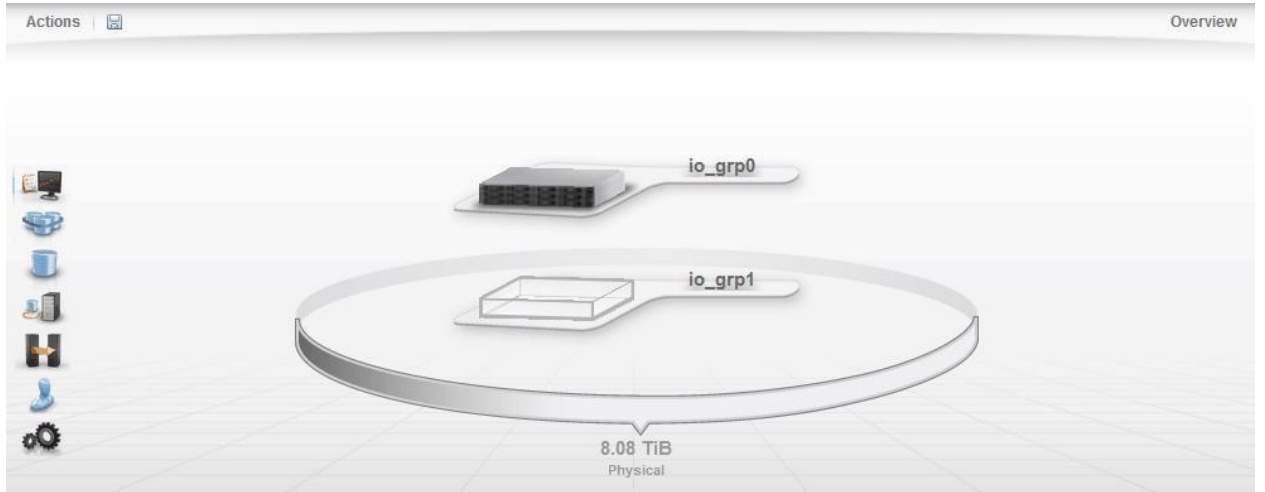 Actions
Overview
io_grp0
io_grp1
8.08 TiB
Physical